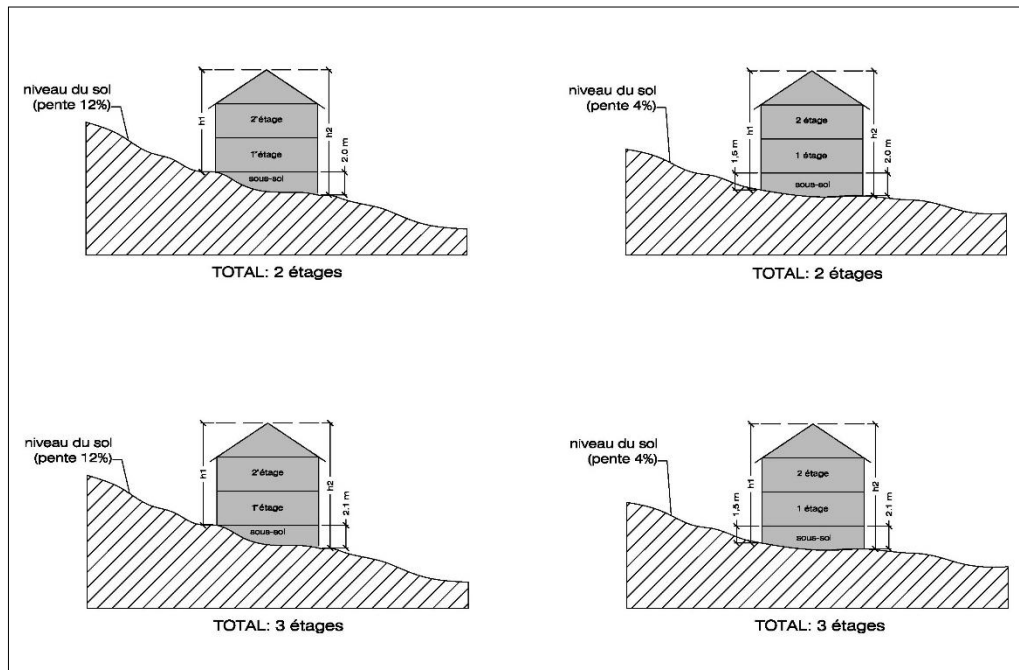 niveau du sol
(pente 12%)
h1
2ᵉétage
1ᵉʳétage
sous-sol
h2
2.0 m
TOTAL: 2 étages
niveau du sol
(pente 4%)
1,5 m
h1
2 étage
1 étage
sous-sol
h2
2.0 m
TOTAL: 2 étages
niveau du sol
(pente 12%)
h1
2ᵉétage
1ᵉʳétage
sous-sol
h2
2.1 m
TOTAL: 3 étages
niveau du sol
(pente 4%)
1,5 m
h1
2 étage
1 étage
sous-sol
h2
2.1 m
TOTAL: 3 étages